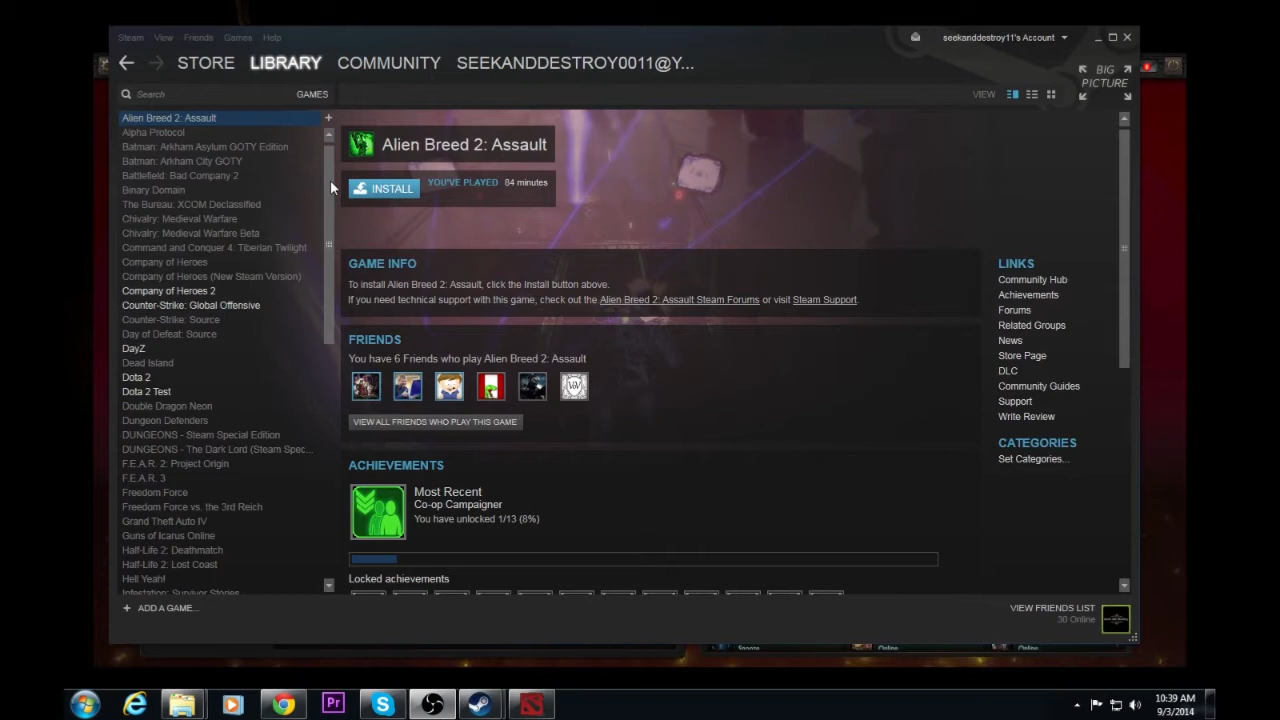 Steam View Friends Games Help
seekanddestroy11's Account
STORE LIBRARY COMMUNITY SEEKANDDESTROY0011@Y...
BIG PICTURE
Search GAMES
VIEW
Alien Breed 2: Assault
Alpha Protocol
Batman: Arkham Asylum GOTY Edition
Batman: Arkham City GOTY
Battlefield: Bad Company 2
Binary Domain
The Bureau: XCOM Declassified
Chivalry: Medieval Warfare
Chivalry: Medieval Warfare Beta
Command and Conquer 4: Tiberian Twilight
Company of Heroes
Company of Heroes (New Steam Version)
Company of Heroes 2
Counter-Strike: Global Offensive
Counter-Strike: Source
Day of Defeat: Source
DayZ
Dead Island
Dota 2
Dota 2 Test
Double Dragon Neon
Dungeon Defenders
DUNGEONS - Steam Special Edition
DUNGEONS - The Dark Lord (Steam Spec...
F.E.A.R. 2: Project Origin
F.E.A.R. 3
Freedom Force
Freedom Force vs. the 3rd Reich
Grand Theft Auto IV
Guns of Icarus Online
Half-Life 2: Deathmatch
Half-Life 2: Lost Coast
Hell Yeah!
Infestation: Survivor Stories
+ ADD A GAME...
Alien Breed 2: Assault
INSTALL YOU'VE PLAYED 84 minutes
GAME INFO
To install Alien Breed 2: Assault, click the Install button above.
If you need technical support with this game, check out the Alien Breed 2: Assault Steam Forums or visit Steam Support.
FRIENDS
You have 6 Friends who play Alien Breed 2: Assault
VIEW ALL FRIENDS WHO PLAY THIS GAME
ACHIEVEMENTS
Most Recent
Co-op Campaigner
You have unlocked 1/13 (8%)
Locked achievements
LINKS
Community Hub
Achievements
Forums
Related Groups
News
Store Page
DLC
Community Guides
Support
Write Review
CATEGORIES
Set Categories...
VIEW FRIENDS LIST
30 Online
Snooze Online Online
Pr
10:39 AM
9/3/2014